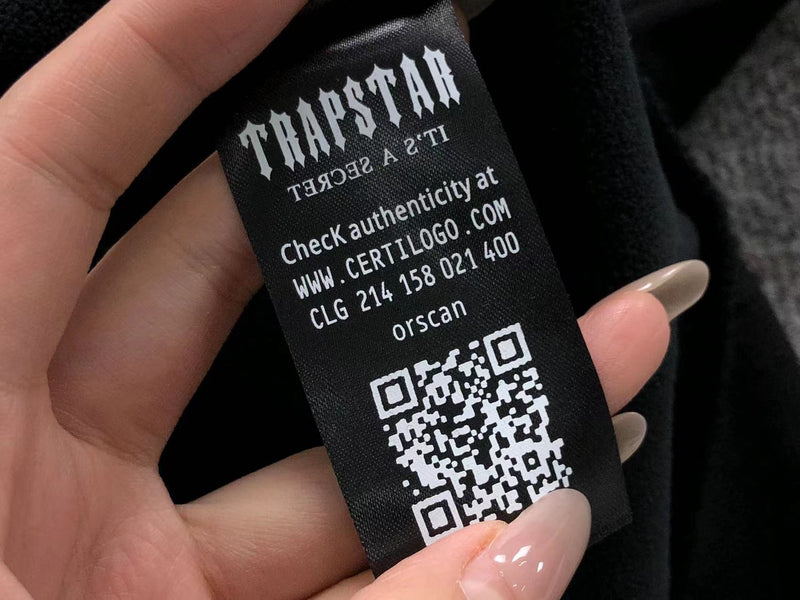 TRAPSTAR
IT'S A SECRET
ChecK authenticity at
WWW.CERTILOGO.COM
CLG 214 158 021 400
orscan